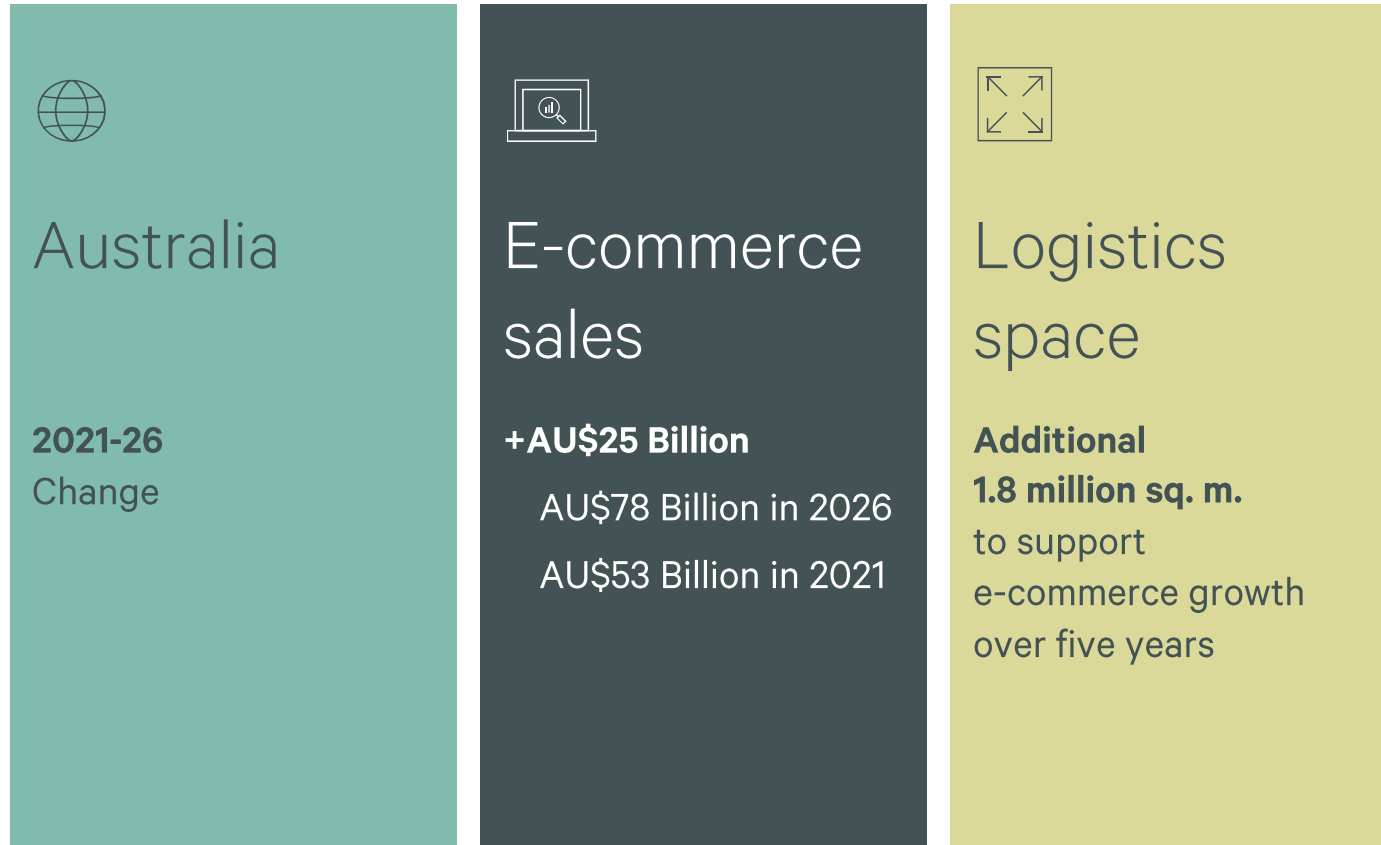 Australia
2021-26
Change
E-commerce
sales
+AU$25 Billion
AU$78 Billion in 2026
AU$53 Billion in 2021
Logistics
space
Additional
1.8 million sq. m.
to support
e-commerce growth
over five years